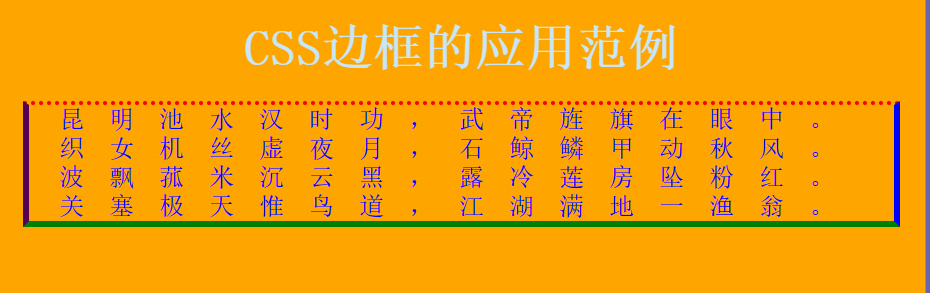 CSS边框的应用范例
昆明池水汉时功，武帝旌旗在眼中。
织女机丝虚夜月，石鲸鳞甲动秋风。
波飘菰米沉云黑，露冷莲房坠粉红。
关塞极天惟鸟道，江湖满地一渔翁。